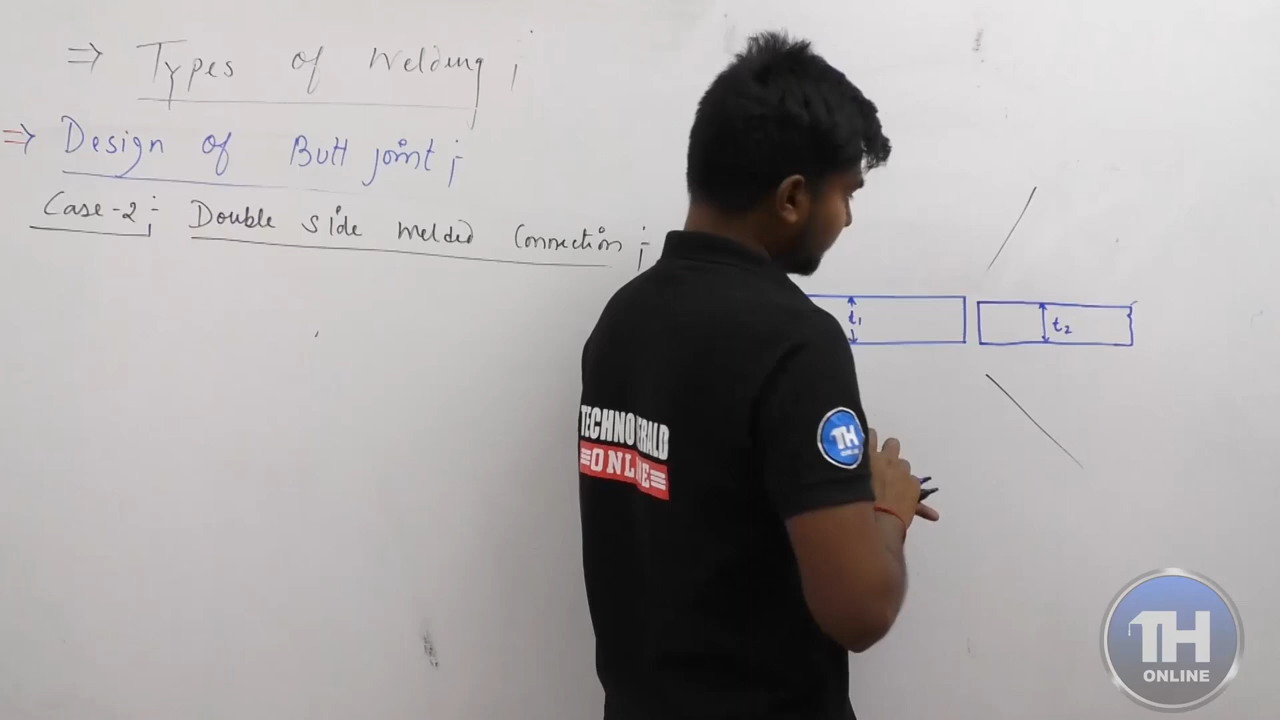 ⇒ Types of Welding ;
⇒ Design of Butt joint ;
Case-2 ;- Double side welded Connection ;-
t₁
t₂
TECHNO
ONL
TH
ONLINE
TH
ONLINE